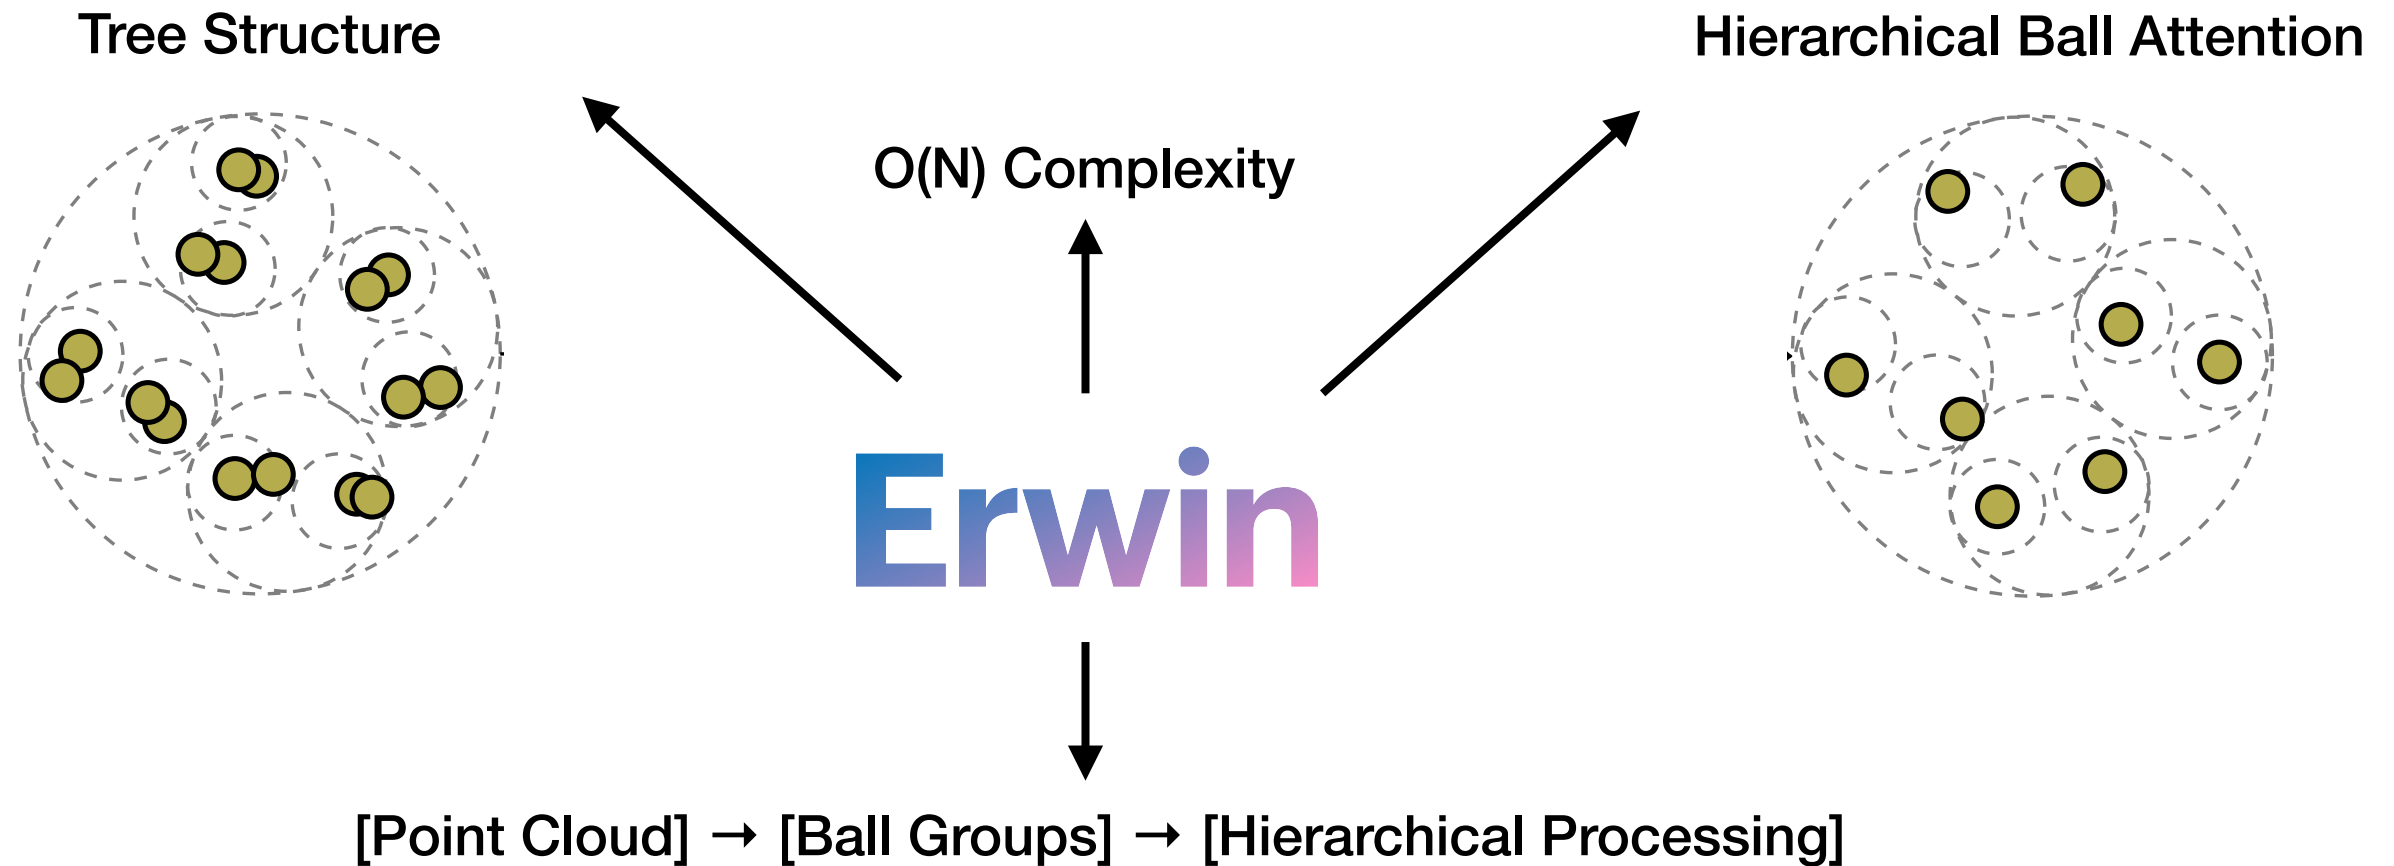 Tree Structure
Hierarchical Ball Attention
O(N) Complexity
Erwin
[Point Cloud] → [Ball Groups] → [Hierarchical Processing]